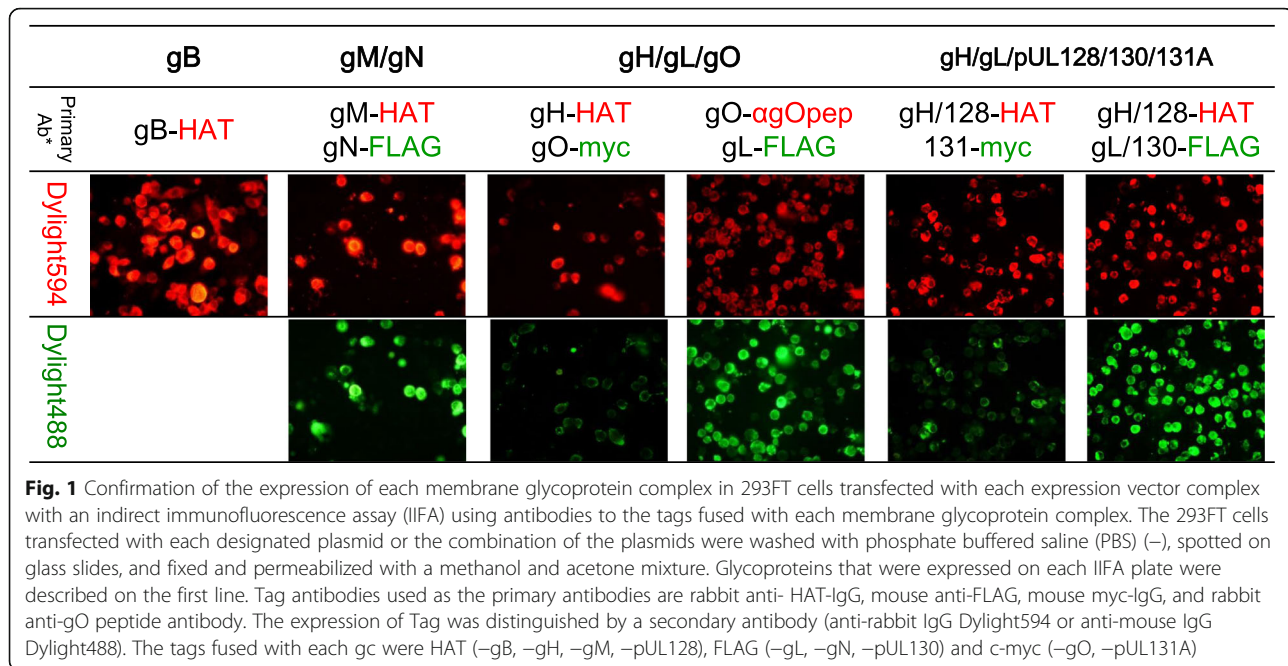 gB gM/gN gH/gL/gO gH/gL/pUL128/130/131A
Primary Ab* gB-HAT gM-HAT gN-FLAG gH-HAT gO-myc gO-αgOpep gL-FLAG gH/128-HAT 131-myc gH/128-HAT gL/130-FLAG
Dylight594
Dylight488
Fig. 1 Confirmation of the expression of each membrane glycoprotein complex in 293FT cells transfected with each expression vector complex
with an indirect immunofluorescence assay (IIFA) using antibodies to the tags fused with each membrane glycoprotein complex. The 293FT cells
transfected with each designated plasmid or the combination of the plasmids were washed with phosphate buffered saline (PBS) (−), spotted on
glass slides, and fixed and permeabilized with a methanol and acetone mixture. Glycoproteins that were expressed on each IIFA plate were
described on the first line. Tag antibodies used as the primary antibodies are rabbit anti- HAT-IgG, mouse anti-FLAG, mouse myc-IgG, and rabbit
anti-gO peptide antibody. The expression of Tag was distinguished by a secondary antibody (anti-rabbit IgG Dylight594 or anti-mouse IgG
Dylight488). The tags fused with each gc were HAT (−gB, −gH, −gM, −pUL128), FLAG (−gL, −gN, −pUL130) and c-myc (−gO, −pUL131A)